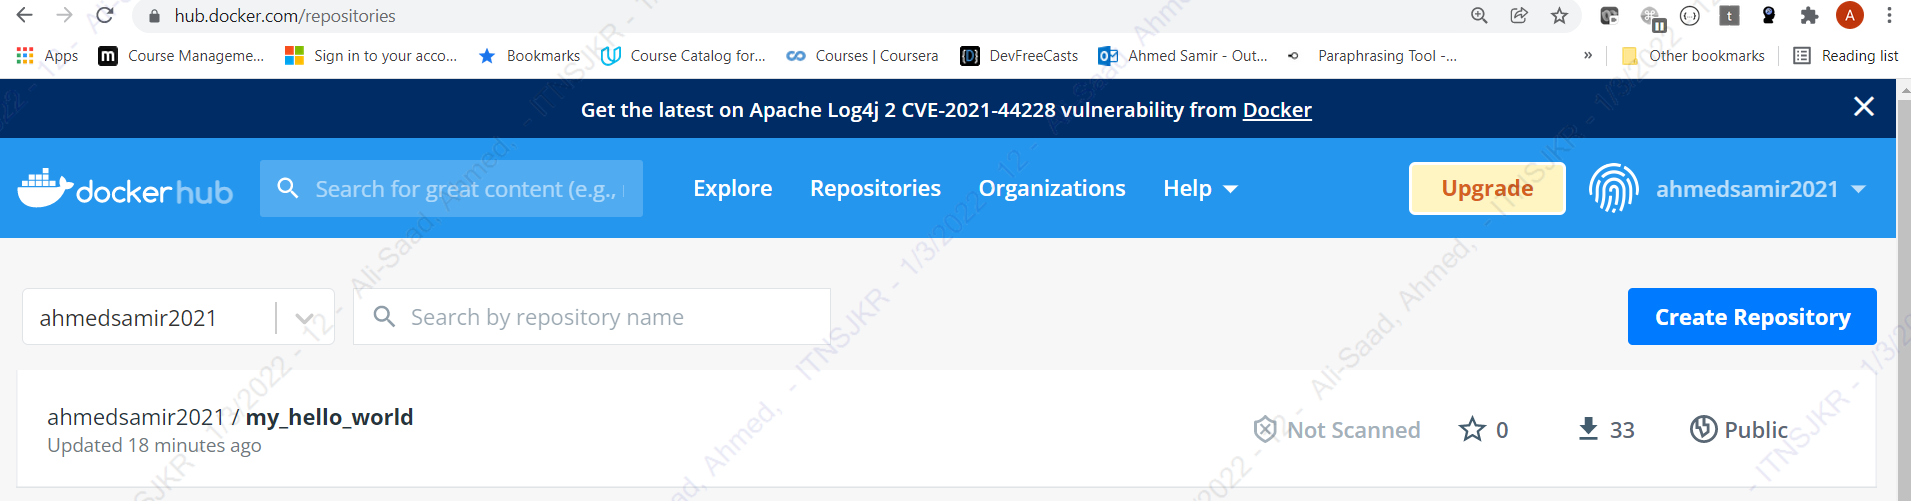 hub.docker.com/repositories
A
Apps
m
Course Manageme...
Sign in to your acco...
Bookmarks
Course Catalog for...
Courses | Coursera
{D}
DevFreeCasts
Ahmed Samir - Out...
Paraphrasing Tool -...
»
Other bookmarks
Reading list
Get the latest on Apache Log4j 2 CVE-2021-44228 vulnerability from Docker
docker hub
Search for great content (e.g.,
Explore
Repositories
Organizations
Help
Upgrade
ahmedsamir2021
ahmedsamir2021
Search by repository name
Create Repository
ahmedsamir2021 / my_hello_world
Updated 18 minutes ago
Not Scanned
0
33
Public
Ali-Saad, Ahmed, - ITNSJKR - 1/3/2022 - 12 -